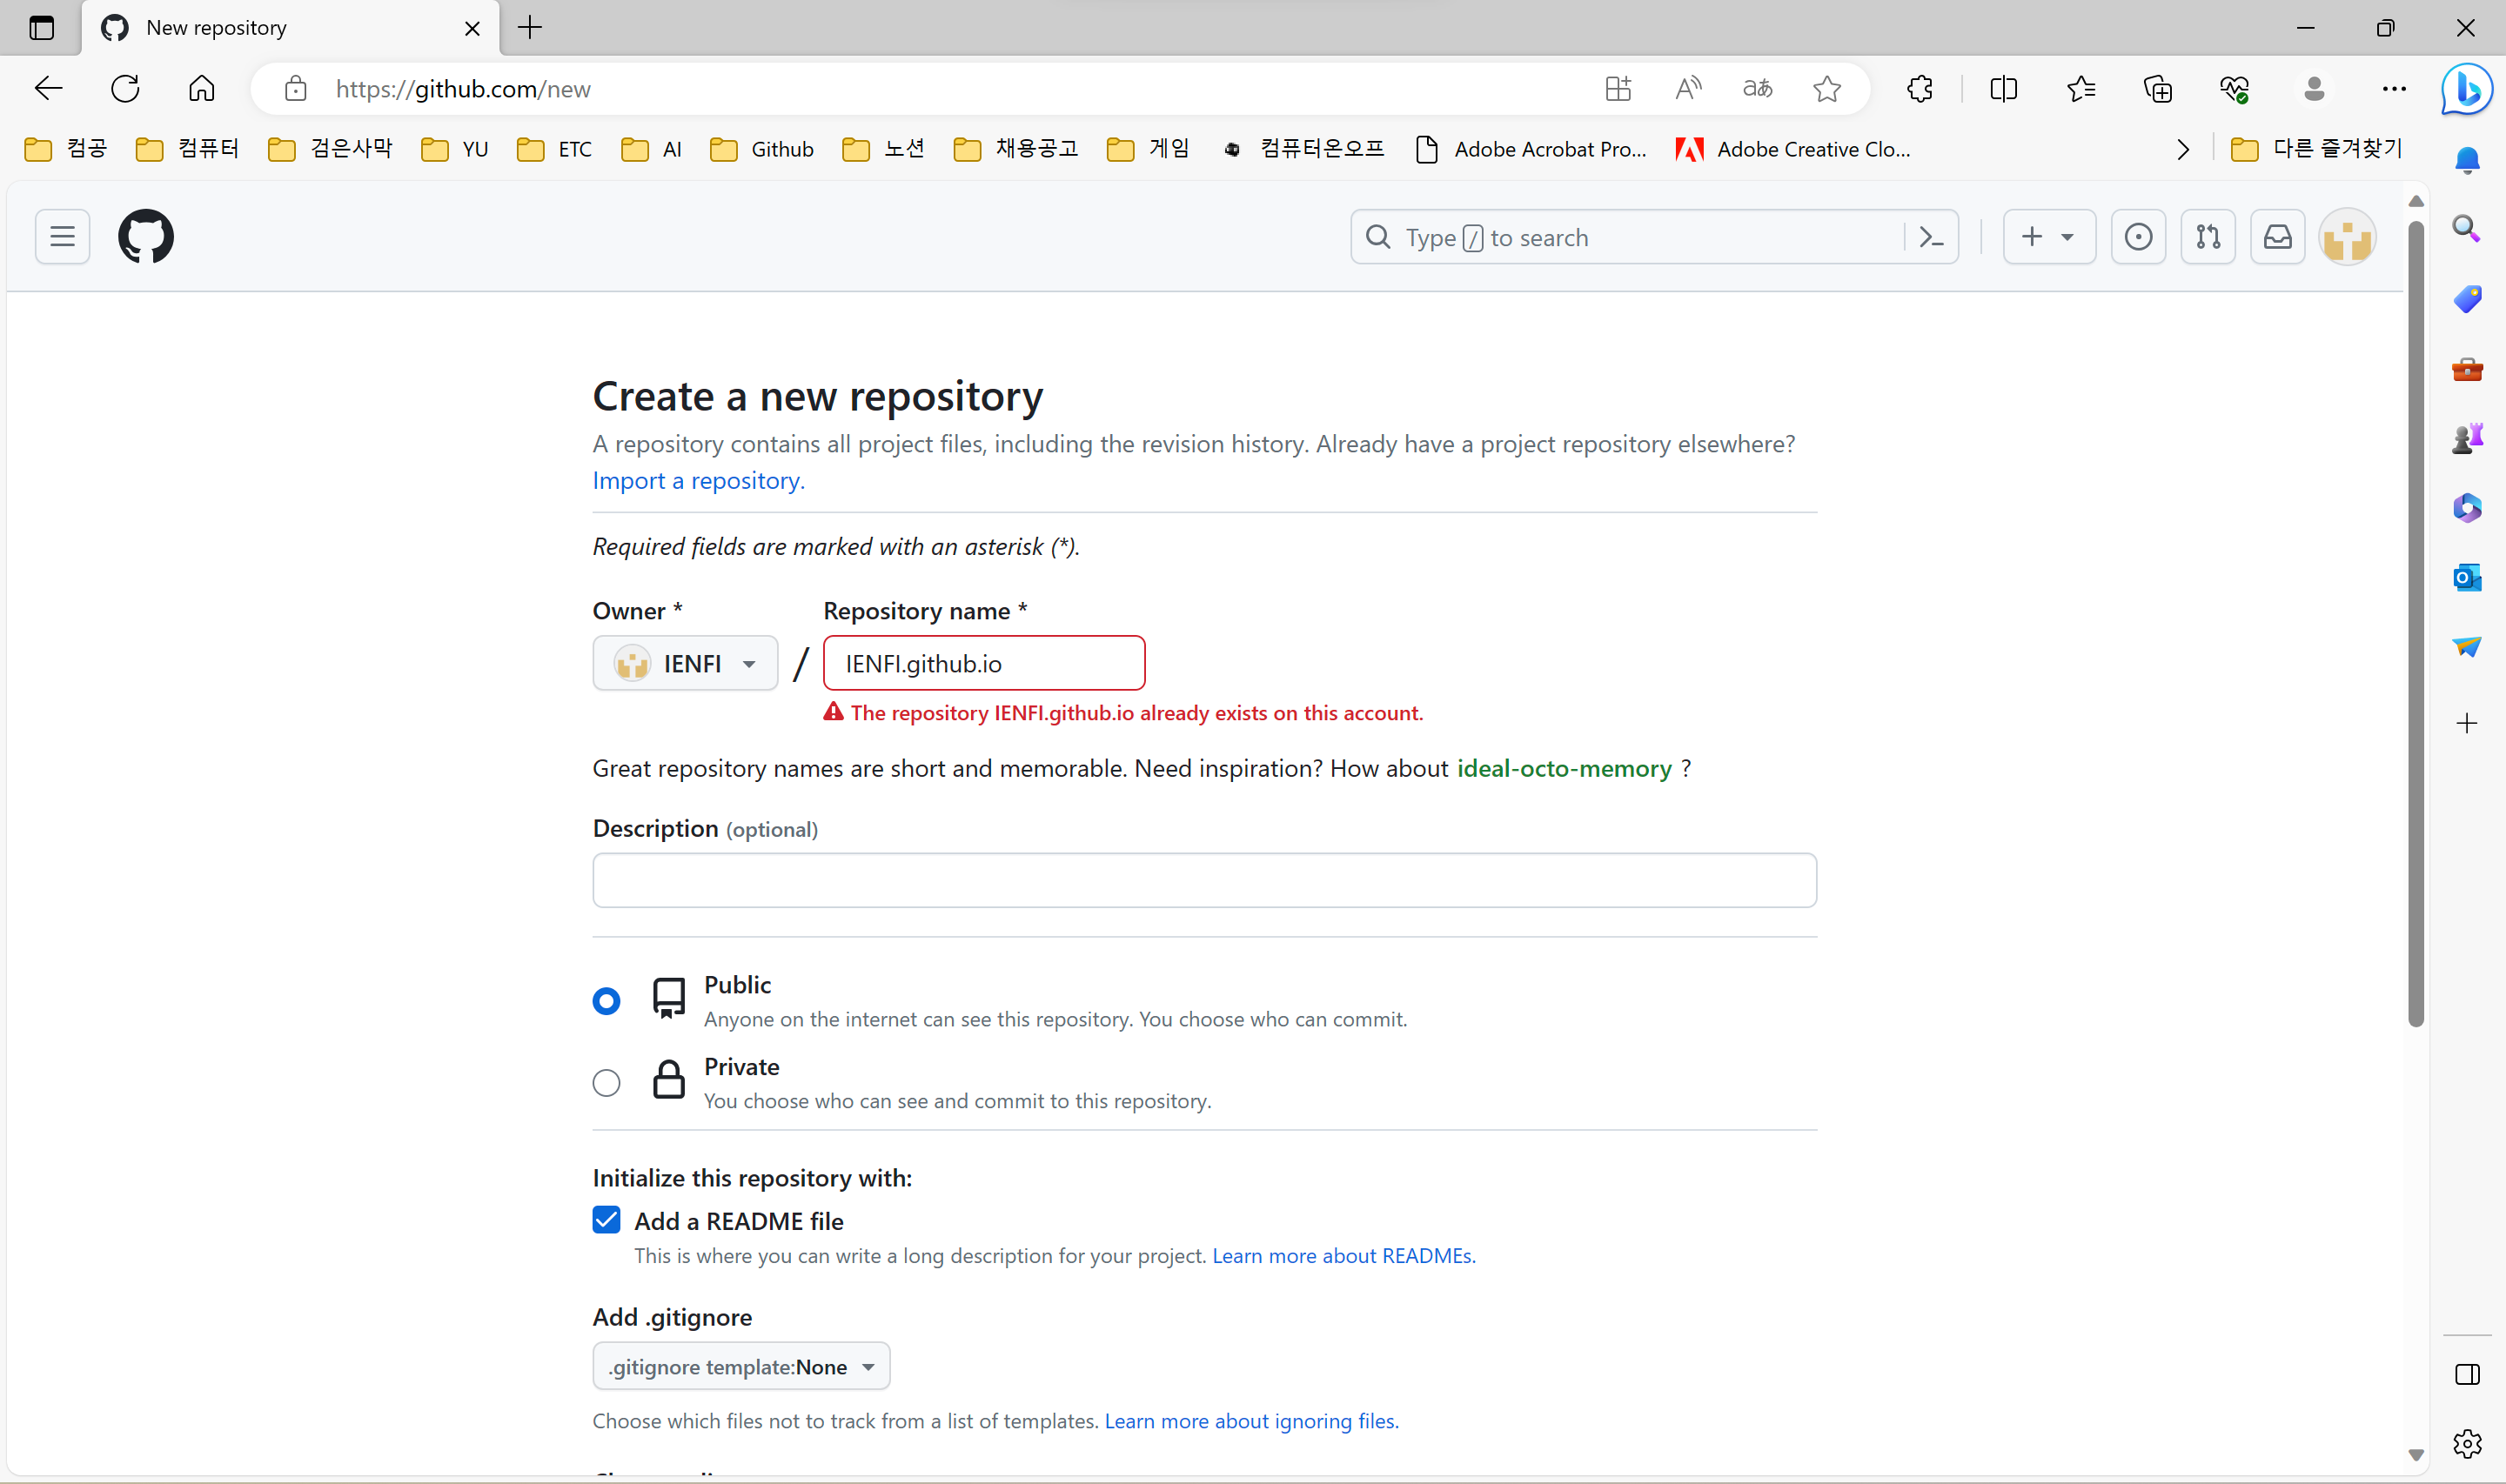 New repository
https://github.com/new
컴공 컴퓨터 검은사막 YU ETC AI Github 노션 채용공고 게임 컴퓨터온오프 Adobe Acrobat Pro... Adobe Creative Clo... 다른 즐겨찾기
Type / to search
Create a new repository
A repository contains all project files, including the revision history. Already have a project repository elsewhere?
Import a repository.
Required fields are marked with an asterisk (*).
Owner * Repository name *
IENFI / IENFI.github.io
The repository IENFI.github.io already exists on this account.
Great repository names are short and memorable. Need inspiration? How about ideal-octo-memory ?
Description (optional)
Public
Anyone on the internet can see this repository. You choose who can commit.
Private
You choose who can see and commit to this repository.
Initialize this repository with:
Add a README file
This is where you can write a long description for your project. Learn more about READMEs.
Add .gitignore
.gitignore template:None
Choose which files not to track from a list of templates. Learn more about ignoring files.